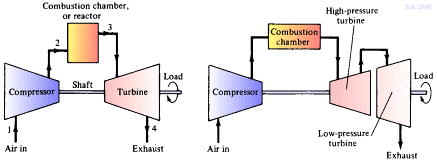 Combustion chamber,
or reactor
2
3
Compressor
Shaft
Turbine
Load
1
4
Air in
Exhaust
S.S./2000
High-pressure
turbine
Combustion
chamber
Compressor
Load
Low-pressure
turbine
Air in
Exhaust